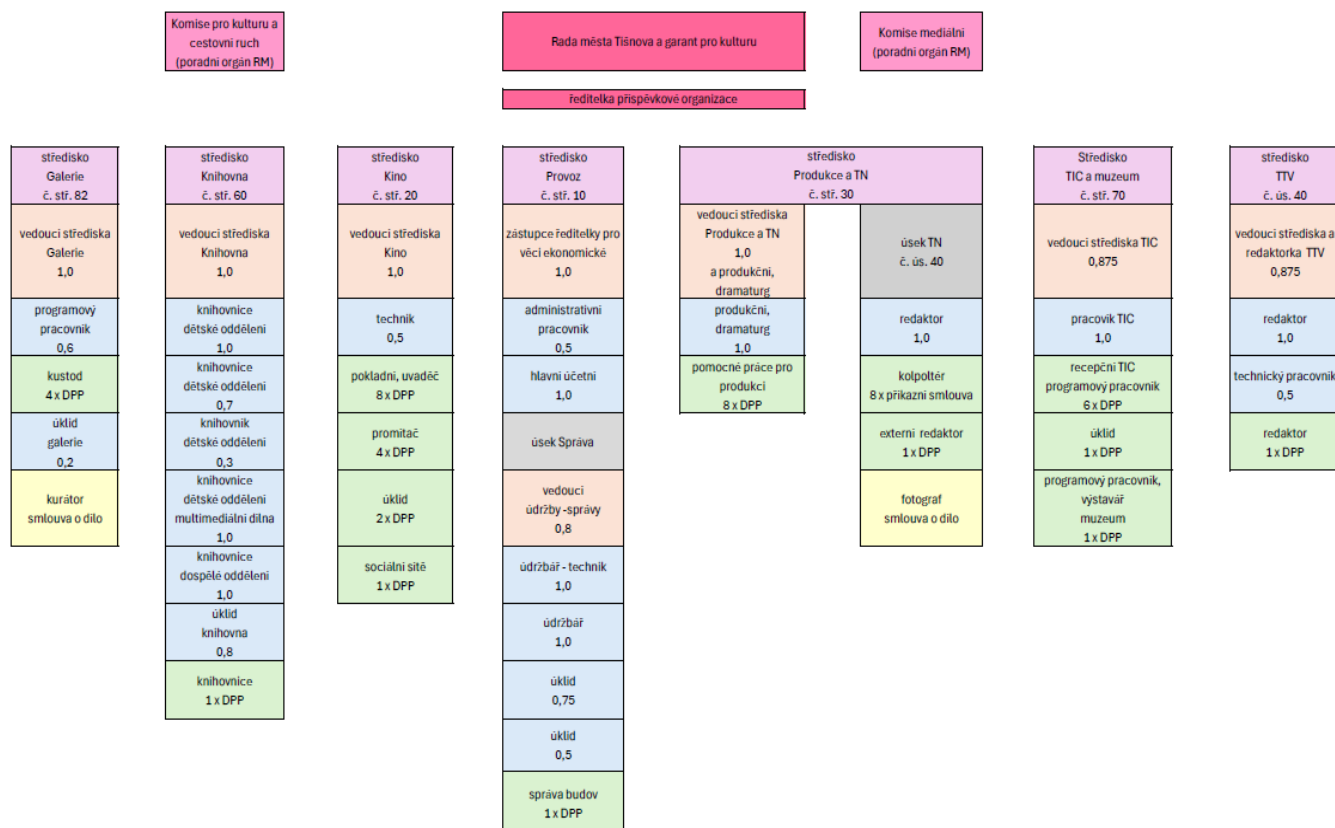 Komise pro kulturu a
cestovní ruch
(poradní orgán RM)
Rada města Tišnova a garant pro kulturu
Komise mediální
(poradní orgán RM)
ředitelka příspěvkové organizace
středisko
Galerie
č. stř. 82
vedoucí střediska
Galerie
1,0
programový
pracovník
0,6
kustod
4 x DPP
úklid
galerie
0,2
kurátor
smlouva o dílo
středisko
Knihovna
č. stř. 60
vedoucí střediska
Knihovna
1,0
knihovnice
dětské oddělení
1,0
knihovnice
dětské oddělení
0,7
knihovník
dětské oddělení
0,3
knihovnice
dětské oddělení
multimediální dílna
1,0
knihovnice
dospělé oddělení
1,0
úklid
knihovna
0,8
knihovnice
1 x DPP
středisko
Kino
č. stř. 20
vedoucí střediska
Kino
1,0
technik
0,5
pokladní, uvaděč
8 x DPP
promítač
4 x DPP
úklid
2 x DPP
sociální sítě
1 x DPP
středisko
Provoz
č. stř. 10
zástupce ředitelky pro
věci ekonomické
1,0
administrativní
pracovník
0,5
hlavní účetní
1,0
úsek Správa
vedoucí
údržby -správy
0,8
údržbář - technik
1,0
údržbář
1,0
úklid
0,75
úklid
0,5
správa budov
1 x DPP
středisko
Produkce a TN
č. stř. 30
vedoucí střediska
Produkce a TN
1,0
a produkční,
dramaturg
produkční,
dramaturg
1,0
pomocné práce pro
produkci
8 x DPP
úsek TN
č. ús. 40
redaktor
1,0
kolpoltér
8 x příkazní smlouva
externí redaktor
1 x DPP
fotograf
smlouva o dílo
Středisko
TIC a muzeum
č. stř. 70
vedoucí střediska TIC
0,875
pracovík TIC
1,0
recepční TIC
programový pracovník
6 x DPP
úklid
1 x DPP
programový pracovník,
výstavář
muzeum
1 x DPP
středisko
TTV
č. ús. 40
vedoucí střediska a
redaktorka TTV
0,875
redaktor
1,0
technický pracovník
0,5
redaktor
1 x DPP